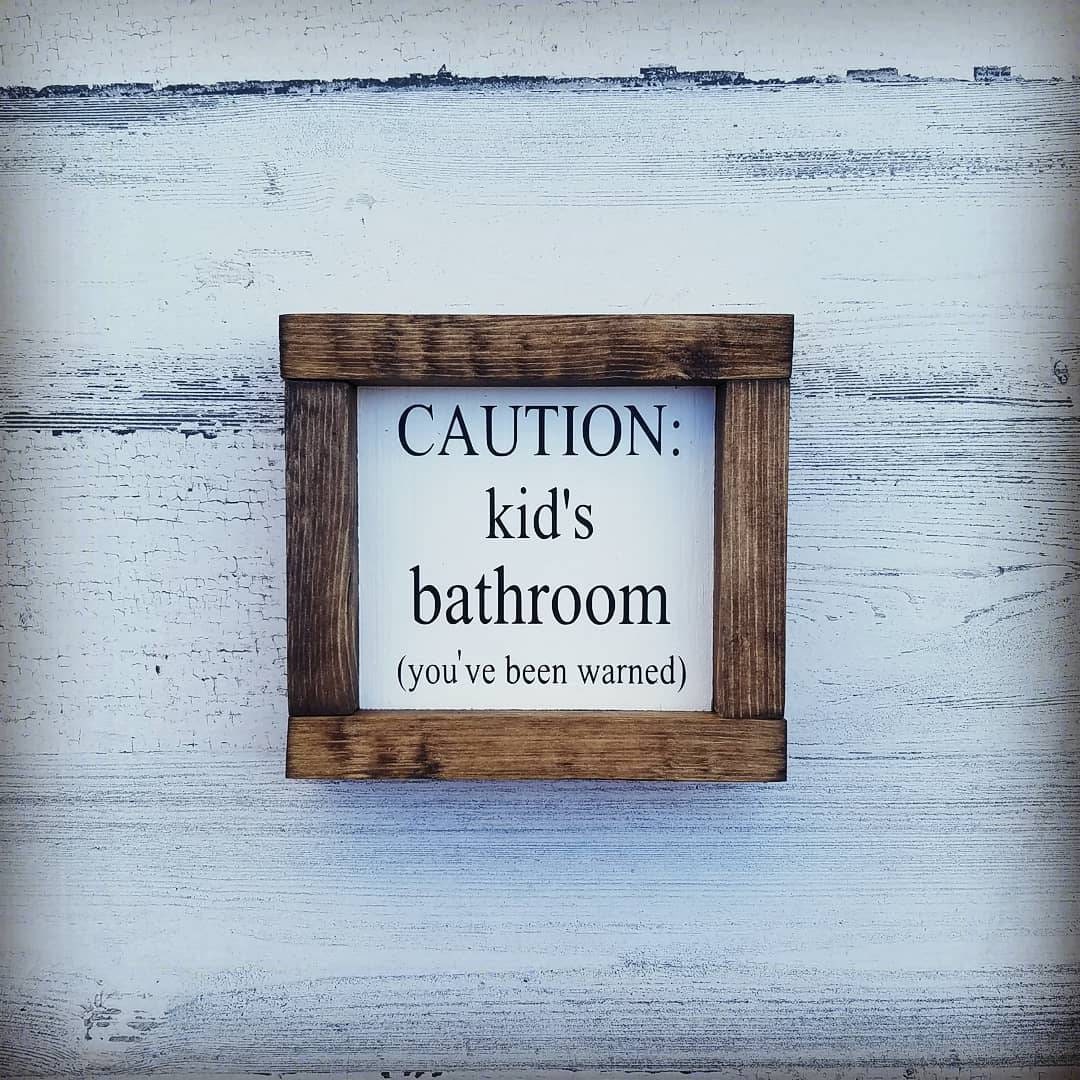 CAUTION:
kid's
bathroom
(you've been warned)